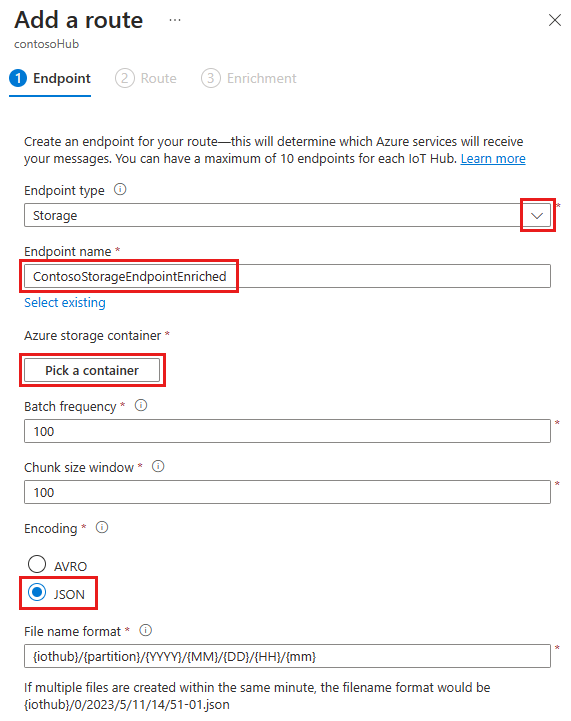 Add a route ...
contosoHub
1 Endpoint 2 Route 3 Enrichment
Create an endpoint for your route—this will determine which Azure services will receive
your messages. You can have a maximum of 10 endpoints for each IoT Hub. Learn more
Endpoint type
Storage *
Endpoint name *
ContosoStorageEndpointEnriched
Select existing
Azure storage container *
Pick a container
Batch frequency *
100 *
Chunk size window *
100 *
Encoding *
AVRO
JSON
File name format *
{iothub}/{partition}/{YYYY}/{MM}/{DD}/{HH}/{mm} *
If multiple files are created within the same minute, the filename format would be
{iothub}/0/2023/5/11/14/51-01.json